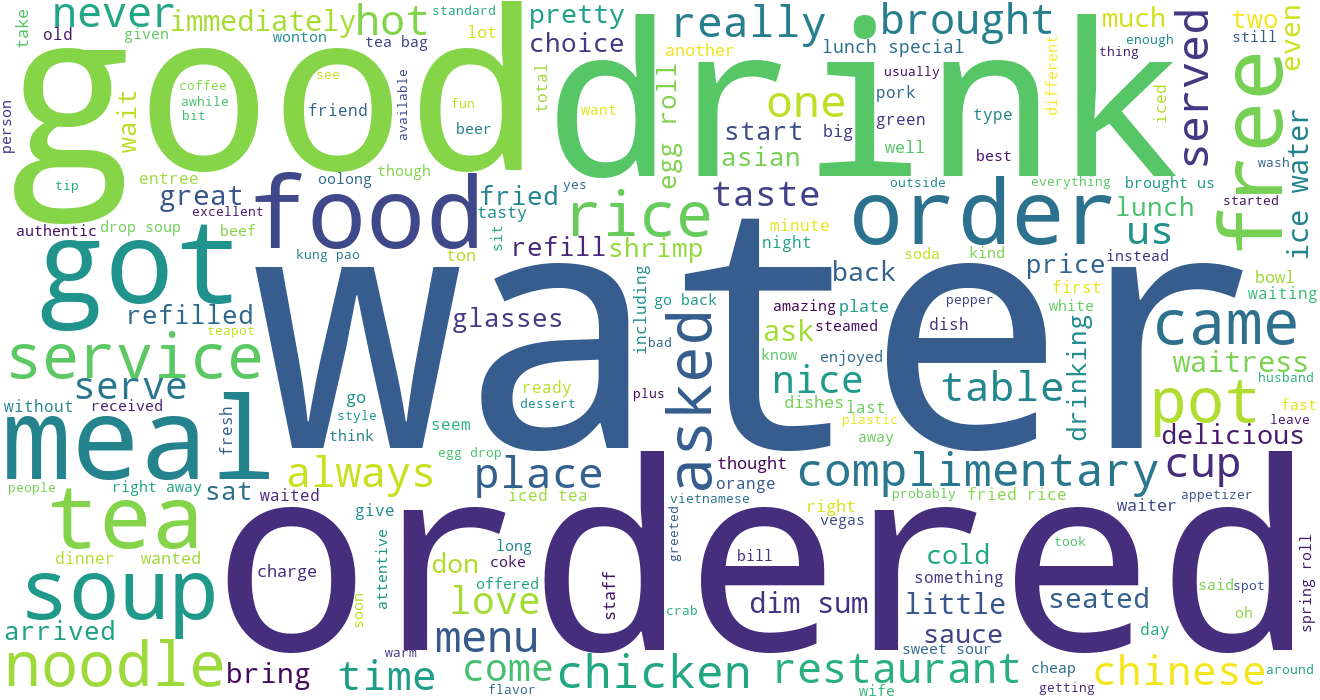 never
immediately
hot
standard
pretty
really
brought
much
two
even
take
old
given
wonton
tea bag
lot
choice
another
lunch special
thing
enough
still
good
drink
coffee
awhile
bit
see
friend
available
fun
beer
total
want
egg roll
one
start
asian
big
usually
pork
green
well
type
best
different
iced
served
free
ice water
wash
person
wait
tip
entree
though
great
excellent
authentic
drop soup
beef
oolong
food
fried
tasty
sit
yes
rice
taste
outside
order
everything
brought us
started
lunch
us
got
kung pao
ton
refill
shrimp
minute
night
back
soda
kind
price
instead
bowl
waiting
first
white
refilled
teapot
water
glasses
including
go back
bad
asked
amazing
plate
steamed
ask
know
enjoyed
pepper
dish
drinking
came
waitress
husband
service
serve
without
received
fresh
go
style
think
ready
dessert
seem
plus
nice
dishes
last
plastic
away
table
pot
fast
leave
delicious
meal
always
egg drop
place
thought
orange
complimentary
cup
people
right away
sat
waited
iced tea
vietnamese
probably
fried rice
waiter
appetizer
tea
give
right
vegas
ordered
dinner
wanted
attentive
don
long
coke
offered
greeted
bill
cold
something
took
said
spot
oh
spring roll
soup
charge
soon
love
staff
crab
dim sum
little
seated
arrived
menu
sauce
day
noodle
bring
warm
time
come
flavor
chicken
sweet sour
restaurant
wife
cheap
getting
chinese
around